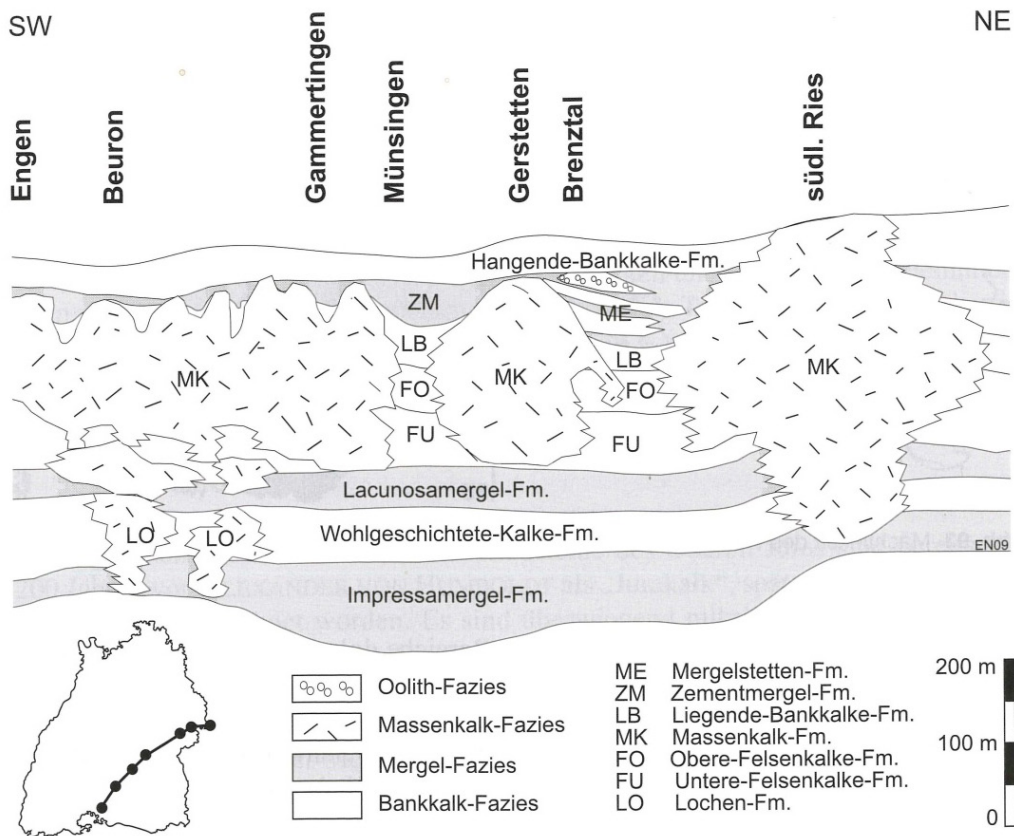 SW
NE
Engen
Beuron
Gammertingen
Münsingen
Gerstetten
Brenztal
südl. Ries
Hangende-Bankkalke-Fm.
ZM
ME
LB
LB
MK
FO
MK
FO
MK
FU
FU
Lacunosamergel-Fm.
LO
LO
Wohlgeschichtete-Kalke-Fm.
EN09
Impressamergel-Fm.
Oolith-Fazies
Massenkalk-Fazies
Mergel-Fazies
Bankkalk-Fazies
ME Mergelstetten-Fm.
ZM Zementmergel-Fm.
LB Liegende-Bankkalke-Fm.
MK Massenkalk-Fm.
FO Obere-Felsenkalke-Fm.
FU Untere-Felsenkalke-Fm.
LO Lochen-Fm.
200 m
100 m
0